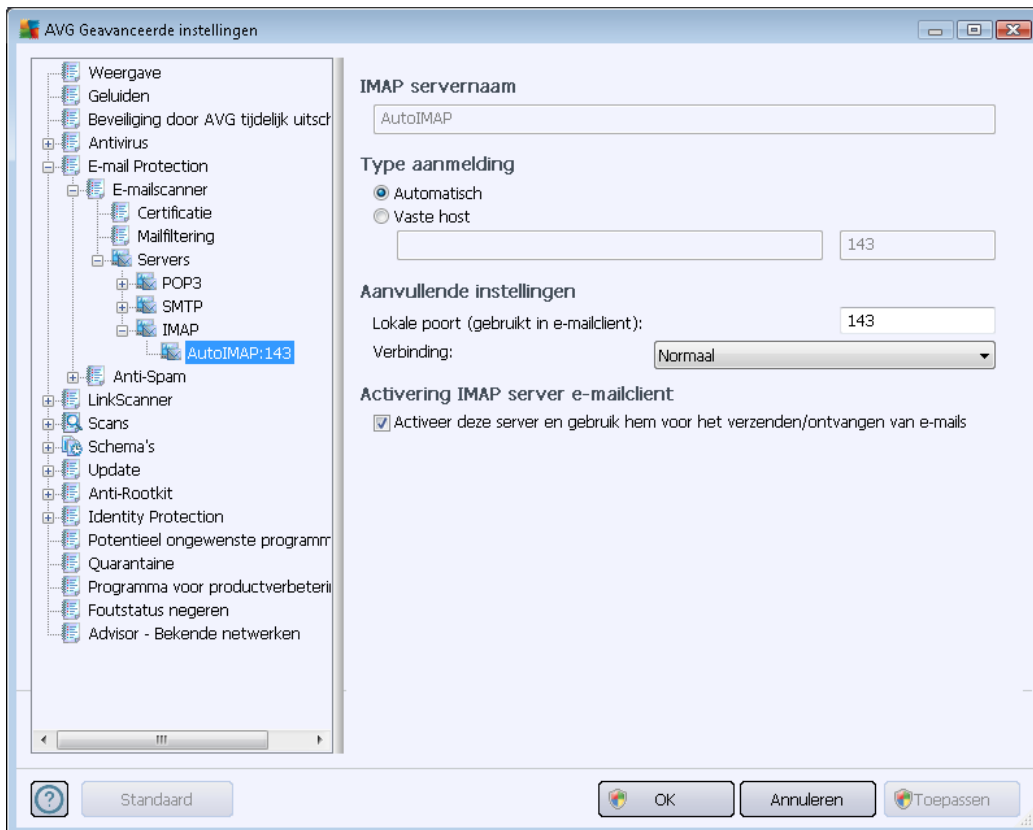 AVG Geavanceerde instellingen
Weergave
Geluiden
Beveiliging door AVG tijdelijk uitsch
Antivirus
E-mail Protection
E-mailscanner
Certificatie
Mailfiltering
Servers
POP3
SMTP
IMAP
AutoIMAP:143
Anti-Spam
LinkScanner
Scans
Schema's
Update
Anti-Rootkit
Identity Protection
Potentieel ongewenste programm
Quarantaine
Programma voor productverbeterin
Foutstatus negeren
Advisor - Bekende netwerken
IMAP servernaam
AutoIMAP
Type aanmelding
Automatisch
Vaste host
143
Aanvullende instellingen
Lokale poort (gebruikt in e-mailclient): 143
Verbinding: Normaal
Activering IMAP server e-mailclient
Activeer deze server en gebruik hem voor het verzenden/ontvangen van e-mails
? Standaard OK Annuleren Toepassen